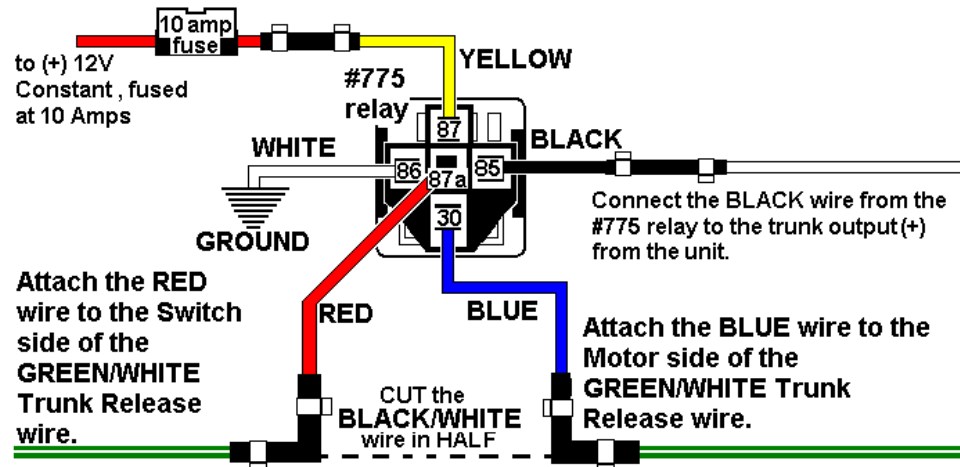 10 amp
fuse
to (+) 12V
Constant , fused
at 10 Amps
YELLOW
#775
relay
87
WHITE
BLACK
86
87a
85
30
GROUND
Connect the BLACK wire from the
#775 relay to the trunk output(+)
from the unit.
Attach the RED
wire to the Switch
side of the
GREEN/WHITE
Trunk Release
wire.
RED
BLUE
Attach the BLUE wire to the
Motor side of the
GREEN/WHITE Trunk
Release wire.
CUT the
BLACK/WHITE
wire in HALF